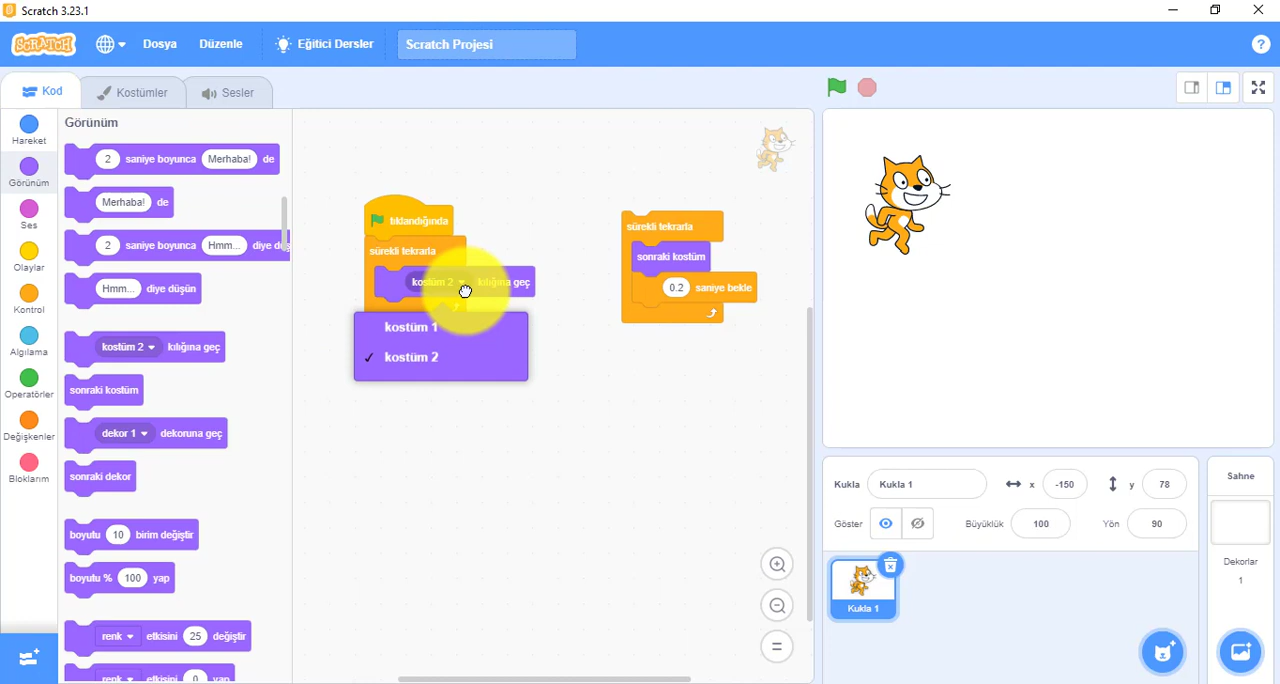 Scratch 3.23.1
SCRATCH
Dosya
Düzenle
Eğitici Dersler
Scratch Projesi
?
Kod
Kostümler
Sesler
Hareket
Görünüm
Ses
Olaylar
Kontrol
Algılama
Operatörler
Değişkenler
Bloklarım
Görünüm
2 saniye boyunca Merhaba! de
Merhaba! de
2 saniye boyunca Hmm... diye
Hmm... diye düşün
kostüm 2 kılığına geç
sonraki kostüm
dekor 1 dekoruna geç
sonraki dekor
boyutu 10 birim değiştir
boyutu % 100 yap
renk etkisini 25 değiştir
renk etkisini 0 yap
tıklandığında
sürekli tekrarla
kostüm 2 kılığına geç
kostüm 1
✓ kostüm 2
sürekli tekrarla
sonraki kostüm
0.2 saniye bekle
Kukla Kukla 1 x -150 y 78
Göster Büyüklük 100 Yön 90
Kukla 1
Sahne
Dekorlar
1